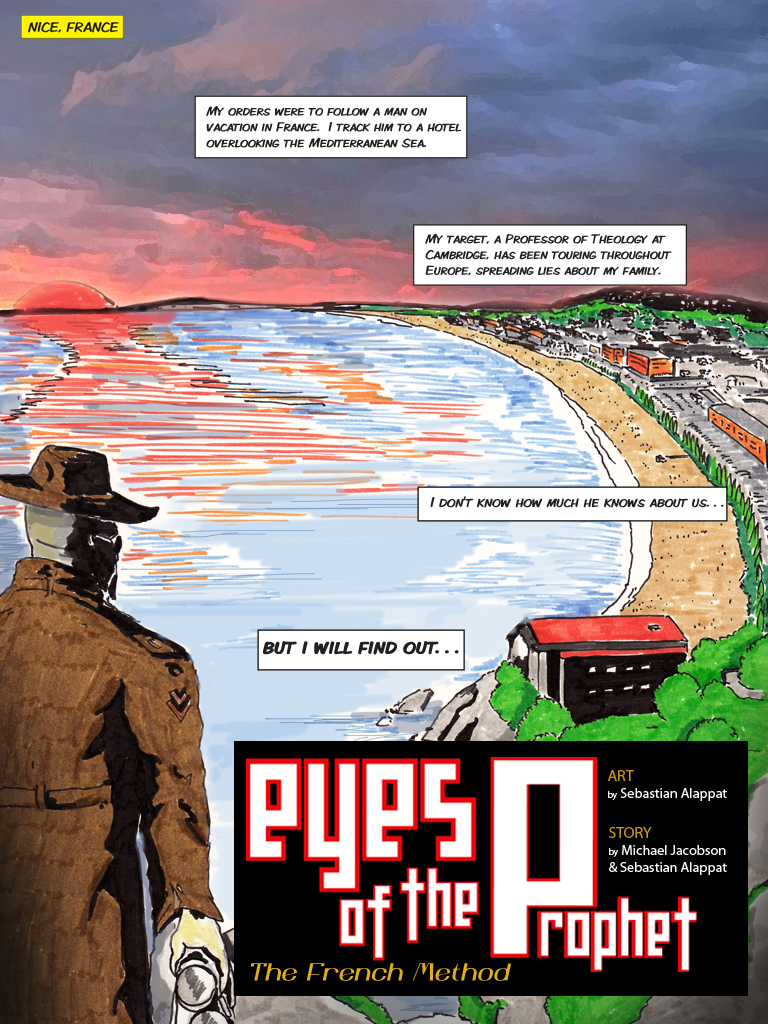 NICE, FRANCE
MY ORDERS WERE TO FOLLOW A MAN ON
VACATION IN FRANCE. I TRACK HIM TO A HOTEL
OVERLOOKING THE MEDITERRANEAN SEA.
MY TARGET, A PROFESSOR OF THEOLOGY AT
CAMBRIDGE, HAS BEEN TOURING THROUGHOUT
EUROPE, SPREADING LIES ABOUT MY FAMILY.
I DON'T KNOW HOW MUCH HE KNOWS ABOUT US. . .
BUT I WILL FIND OUT. . .
eyes
of the Prophet
The French Method
ART
by Sebastian Alappat
STORY
by Michael Jacobson
& Sebastian Alappat